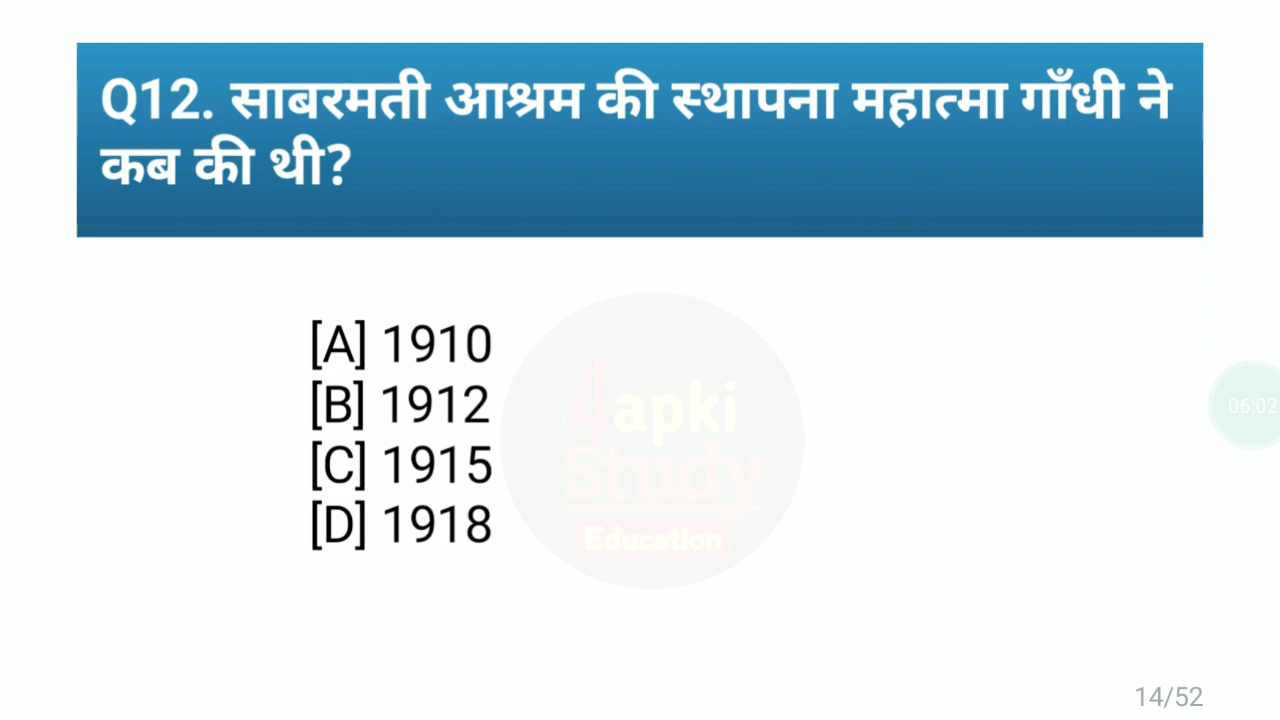 Q12. साबरमती आश्रम की स्थापना महात्मा गाँधी ने
कब की थी?
[A] 1910
[B] 1912
[C] 1915
[D] 1918
4apki
Study
Education
06:02
14/52